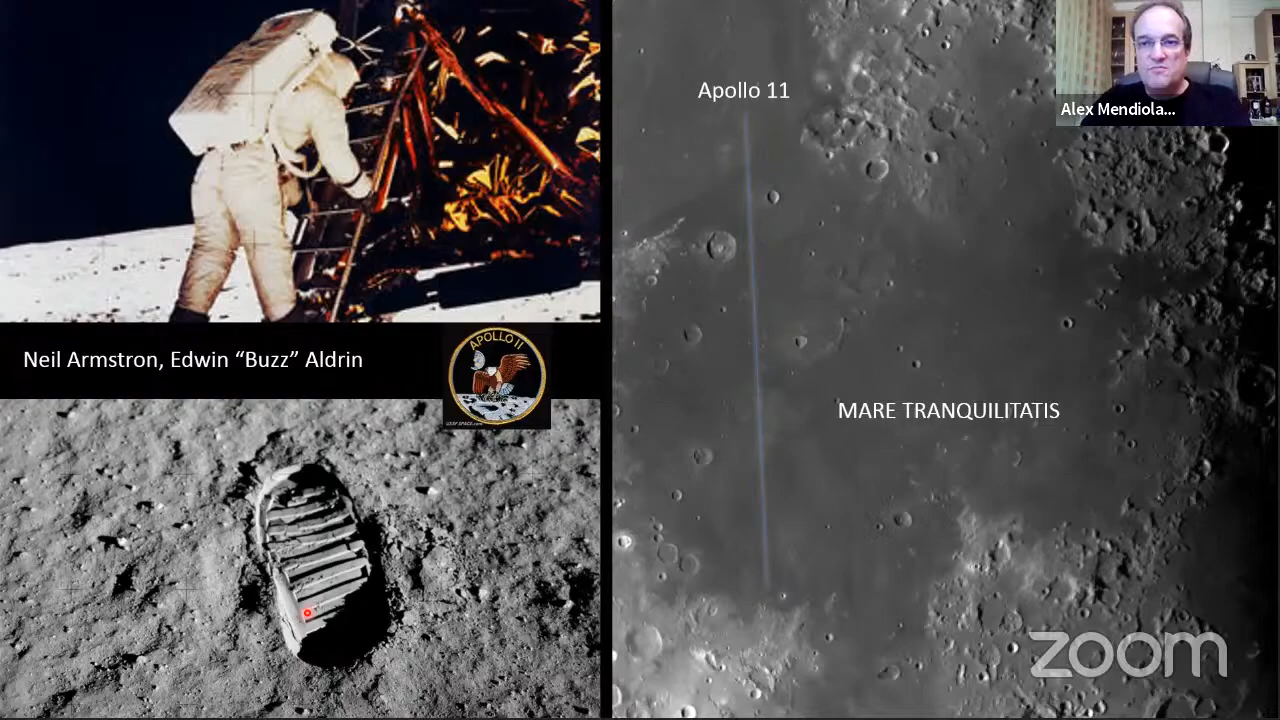 Apollo 11
Alex Mendiola...
Neil Armstron, Edwin “Buzz” Aldrin
APOLLO 11
MARE TRANQUILITATIS
zoom